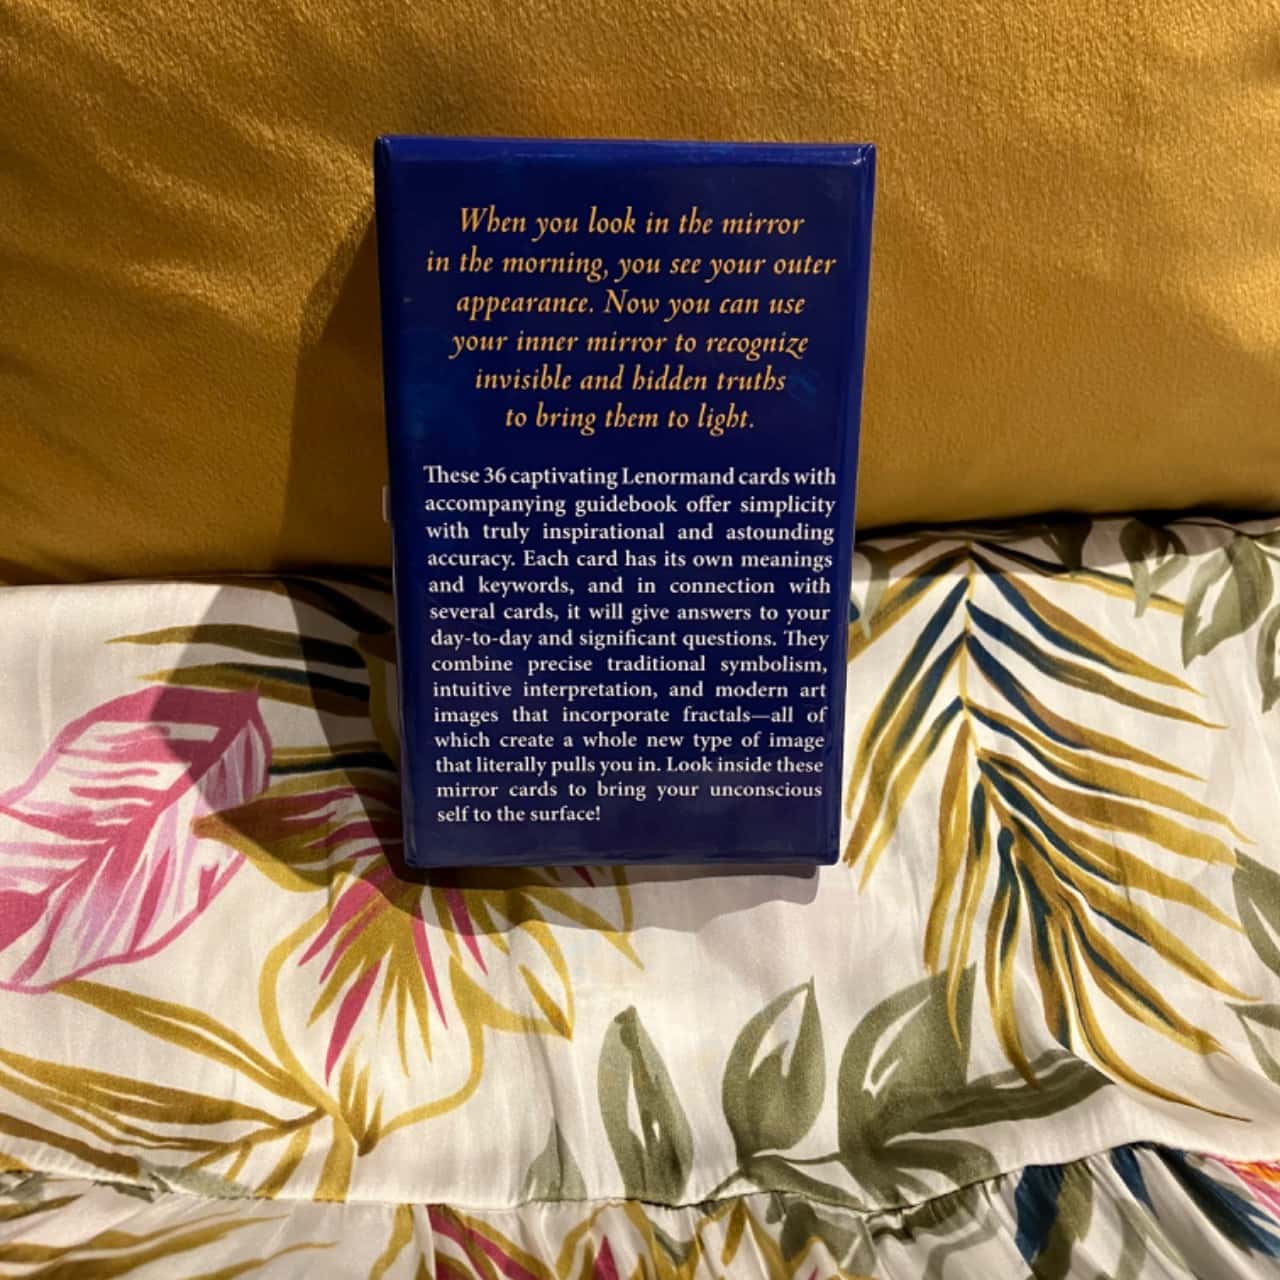 When you look in the mirror
in the morning, you see your outer
appearance. Now you can use
your inner mirror to recognize
invisible and hidden truths
to bring them to light.
These 36 captivating Lenormand cards with
accompanying guidebook offer simplicity
with truly inspirational and astounding
accuracy. Each card has its own meanings
and keywords, and in connection with
several cards, it will give answers to your
day-to-day and significant questions. They
combine precise traditional symbolism,
intuitive interpretation, and modern art
images that incorporate fractals—all of
which create a whole new type of image
that literally pulls you in. Look inside these
mirror cards to bring your unconscious
self to the surface!